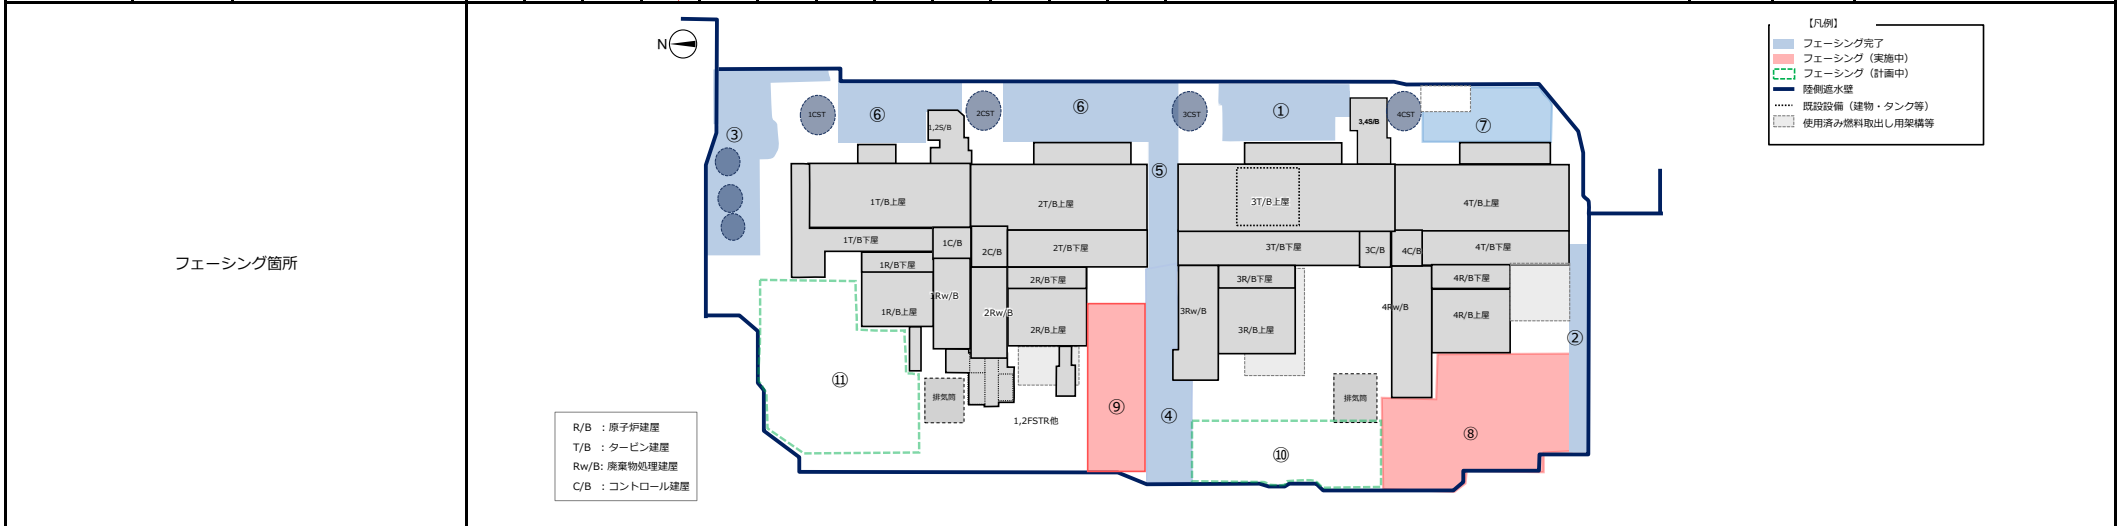 フェーシング箇所
N
【凡例】
フェーシング完了
フェーシング（実施中）
フェーシング（計画中）
陸側遮水壁
既設設備（建物・タンク等）
使用済み燃料取出し用架構等
③
1CST
⑥
1,2S/B
2CST
⑥
3CST
①
3,4S/B
4CST
⑦
⑤
1T/B上屋
2T/B上屋
3T/B上屋
4T/B上屋
1T/B下屋
1C/B
2C/B
2T/B下屋
3T/B下屋
3C/B
4C/B
4T/B下屋
1R/B下屋
2R/B下屋
3R/B下屋
4R/B下屋
1Rw/B
2Rw/B
3Rw/B
4Rw/B
1R/B上屋
2R/B上屋
3R/B上屋
4R/B上屋
②
⑪
排気筒
1,2FSTR他
⑨
④
排気筒
⑩
⑧
R/B ：原子炉建屋
T/B ：タービン建屋
Rw/B: 廃棄物処理建屋
C/B ：コントロール建屋